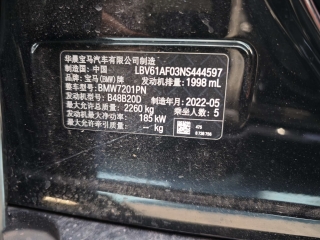 华晨宝马汽车有限公司制造
制造国：中国 LBV61AF03NS444597
品牌：宝马(BMW)牌 发动机排量：1998 mL
整车型号：BMW7201PN
发动机型号：B48B20D 制造年月：2022-05
最大允许总质量：2260 kg 乘坐人数：5
发动机最大净功率：185 kW
最大允许装载质量：- kg